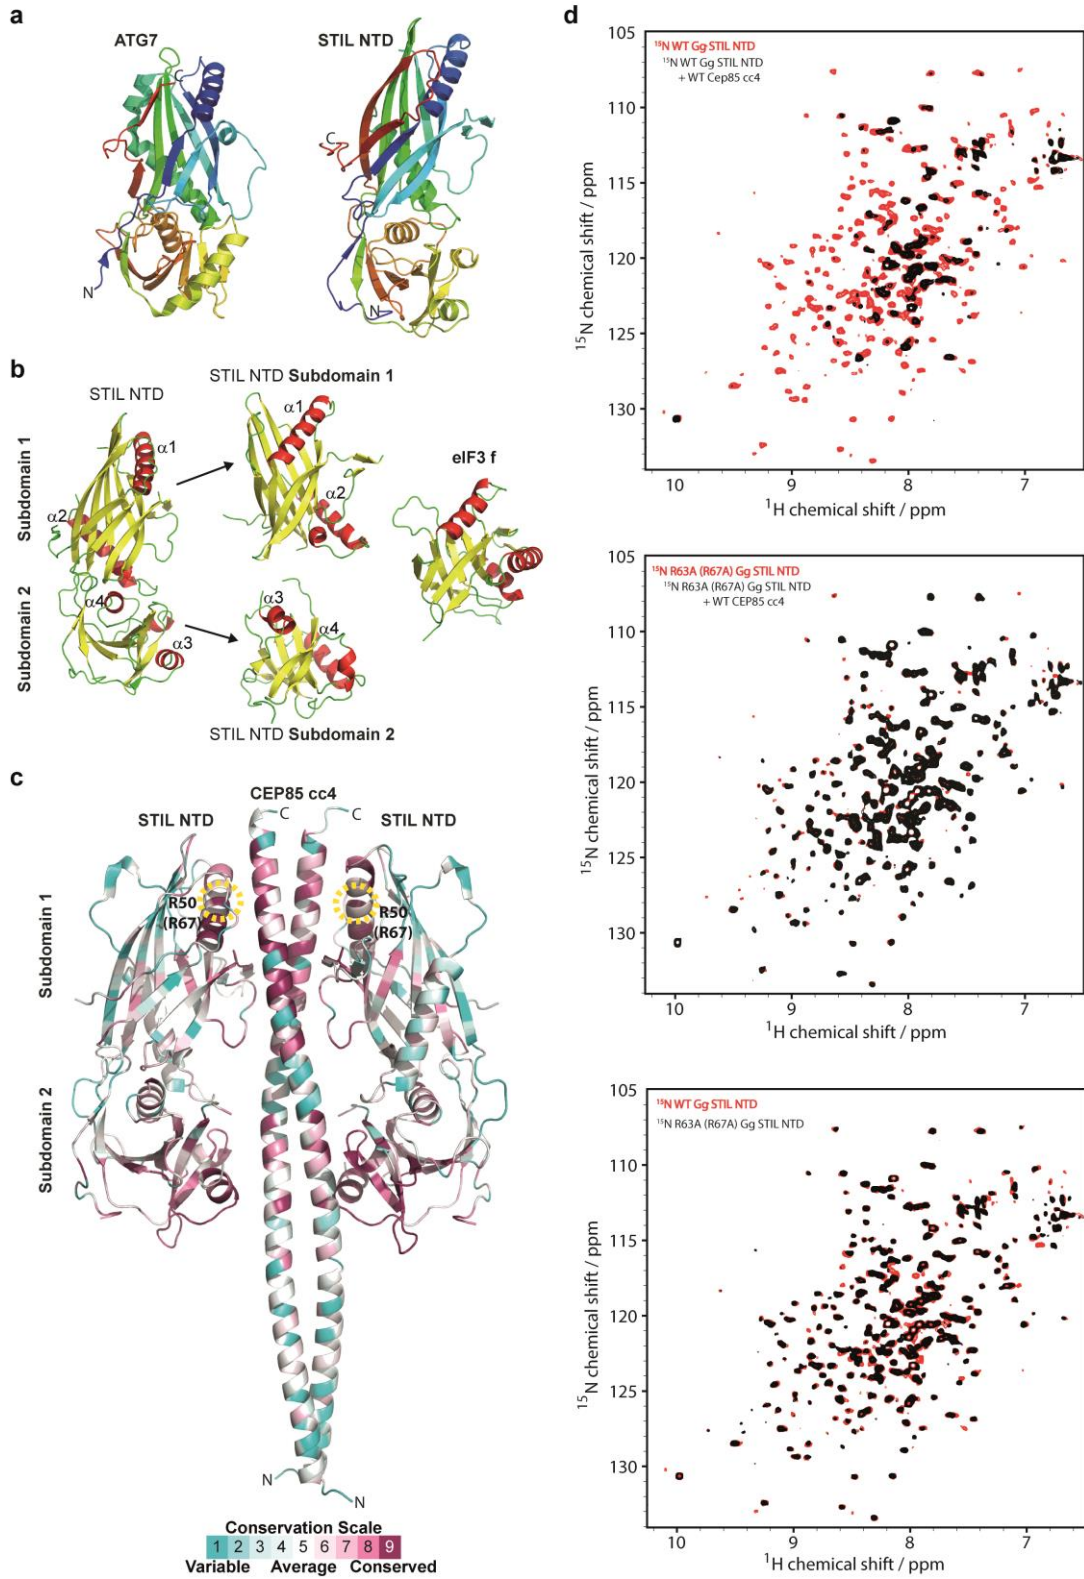 a
ATG7
C
N
STIL NTD
C
N
b
STIL NTD
Subdomain 1
Subdomain 2
α1
α2
α4
α3
STIL NTD Subdomain 1
α1
α2
α3
α4
STIL NTD Subdomain 2
eIF3 f
c
CEP85 cc4
STIL NTD
STIL NTD
C
C
R50
(R67)
R50
(R67)
Subdomain 1
Subdomain 2
N
N
Conservation Scale
1 2 3 4 5 6 7 8 9
Variable Average Conserved
d
¹⁵N WT Gg STIL NTD
¹⁵N WT Gg STIL NTD
+ WT Cep85 cc4
105
110
115
120
125
130
¹⁵N chemical shift / ppm
10 9 8 7
¹H chemical shift / ppm
¹⁵N R63A (R67A) Gg STIL NTD
¹⁵N R63A (R67A) Gg STIL NTD
+ WT CEP85 cc4
105
110
115
120
125
130
¹⁵N chemical shift / ppm
10 9 8 7
¹H chemical shift / ppm
¹⁵N WT Gg STIL NTD
¹⁵N R63A (R67A) Gg STIL NTD
105
110
115
120
125
130
¹⁵N chemical shift / ppm
10 9 8 7
¹H chemical shift / ppm